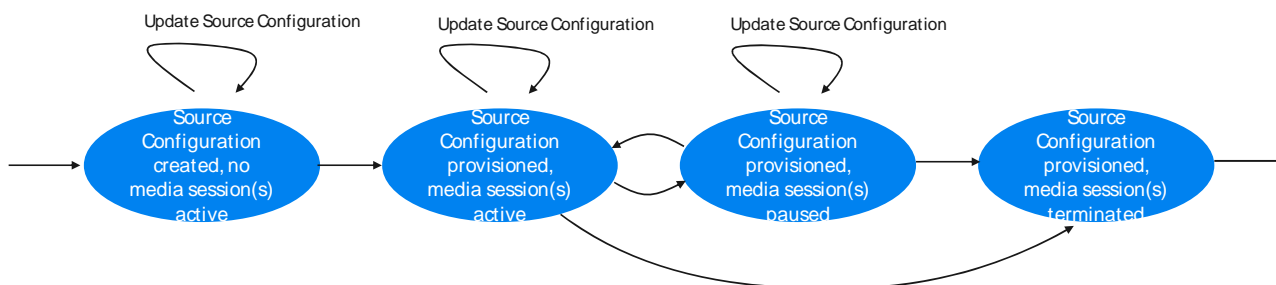 Update Source Configuration
Update Source Configuration
Update Source Configuration
Source
Configuration
created, no
media session(s)
active
Source
Configuration
provisioned,
media session(s)
active
Source
Configuration
provisioned,
media session(s)
paused
Source
Configuration
provisioned,
media session(s)
terminated